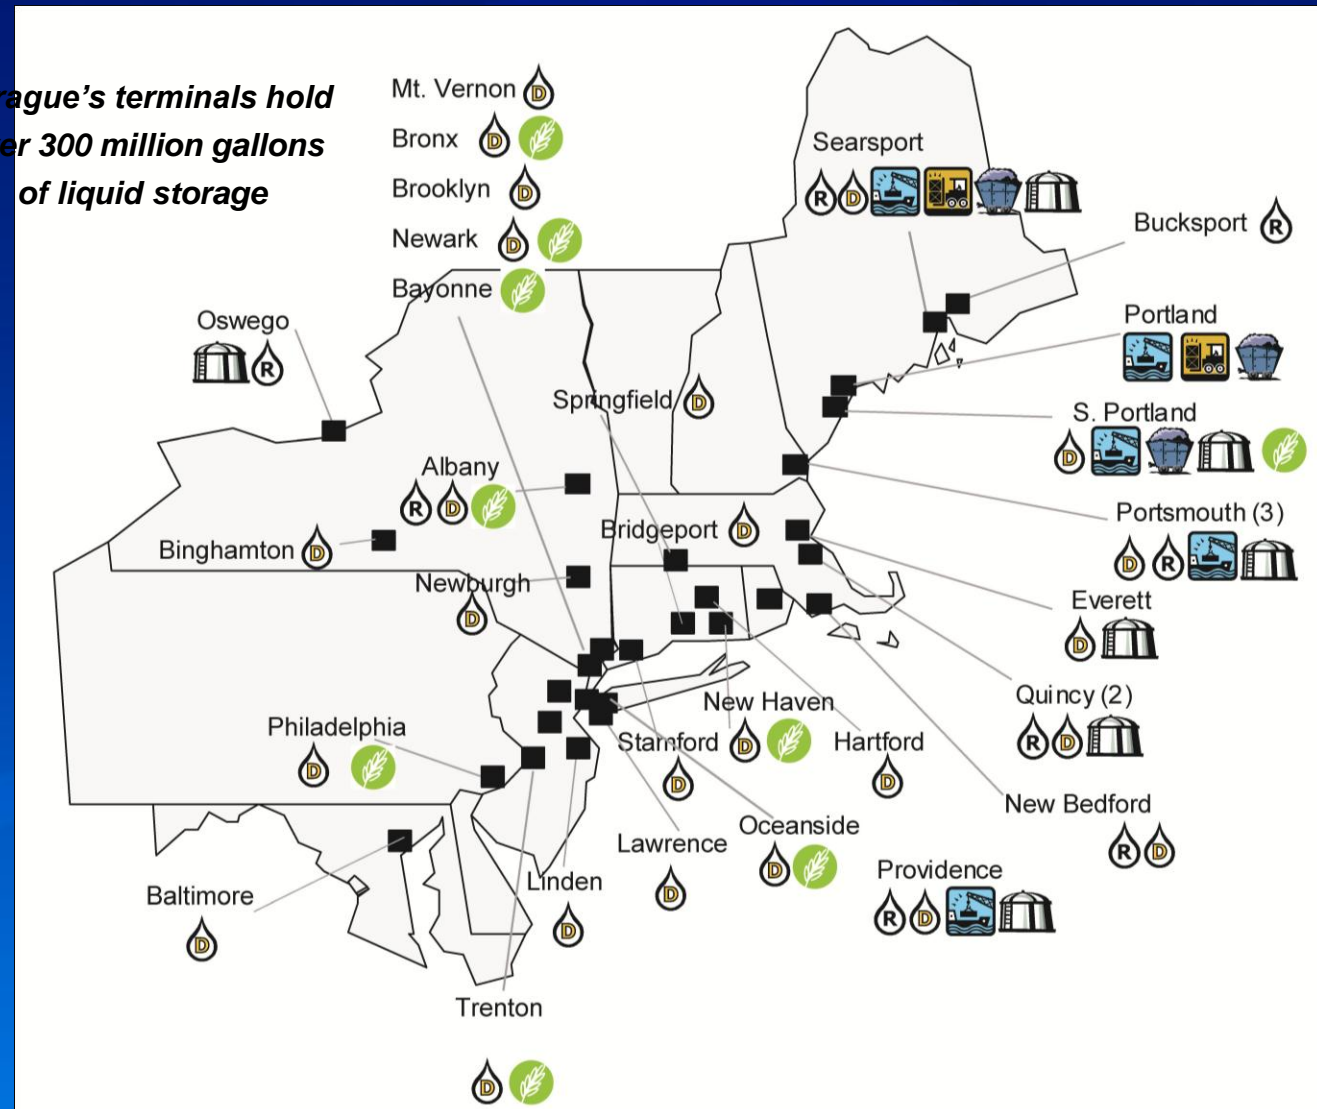 rague's terminals hold
er 300 million gallons
of liquid storage
Mt. Vernon D
Bronx D
Brooklyn D
Newark D
Bayonne
Searsport
R D
Bucksport R
Oswego
R
Portland
Springfield D
S. Portland
D
Albany
R D
Binghamton D
Bridgeport D
Portsmouth (3)
D R
Newburgh
D
Everett
D
Quincy (2)
R D
New Haven
D
Philadelphia
D
Stamford
D
Hartford
D
New Bedford
R D
Lawrence
D
Oceanside
D
Providence
R D
Baltimore
D
Linden
D
Trenton
D